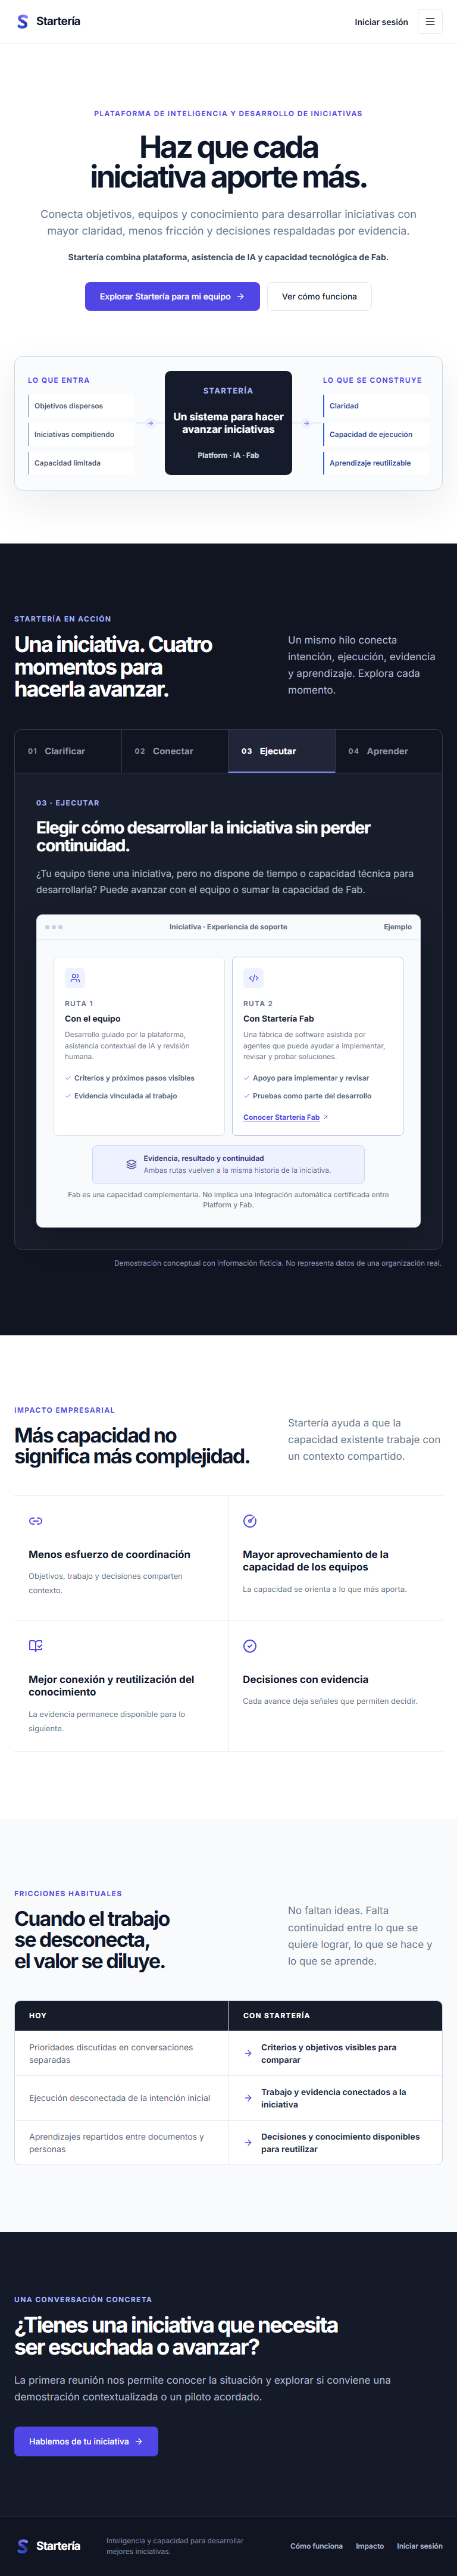 Startería
Iniciar sesión
PLATAFORMA DE INTELIGENCIA Y DESARROLLO DE INICIATIVAS
Haz que cada
iniciativa aporte más.
Conecta objetivos, equipos y conocimiento para desarrollar iniciativas con
mayor claridad, menos fricción y decisiones respaldadas por evidencia.
Startería combina plataforma, asistencia de IA y capacidad tecnológica de Fab.
Explorar Startería para mi equipo
Ver cómo funciona
LO QUE ENTRA
Objetivos dispersos
Iniciativas compitiendo
Capacidad limitada
STARTERÍA
Un sistema para hacer
avanzar iniciativas
Platform · IA · Fab
LO QUE SE CONSTRUYE
Claridad
Capacidad de ejecución
Aprendizaje reutilizable
STARTERÍA EN ACCIÓN
Una iniciativa. Cuatro
momentos para
hacerla avanzar.
Un mismo hilo conecta
intención, ejecución, evidencia
y aprendizaje. Explora cada
momento.
01 Clarificar
02 Conectar
03 Ejecutar
04 Aprender
03 · EJECUTAR
Elegir cómo desarrollar la iniciativa sin perder
continuidad.
¿Tu equipo tiene una iniciativa, pero no dispone de tiempo o capacidad técnica para
desarrollarla? Puede avanzar con el equipo o sumar la capacidad de Fab.
Iniciativa · Experiencia de soporte
Ejemplo
RUTA 1
Con el equipo
Desarrollo guiado por la plataforma,
asistencia contextual de IA y revisión
humana.
Criterios y próximos pasos visibles
Evidencia vinculada al trabajo
RUTA 2
Con Startería Fab
Una fábrica de software asistida por
agentes que puede ayudar a implementar,
revisar y probar soluciones.
Apoyo para implementar y revisar
Pruebas como parte del desarrollo
Conocer Startería Fab
Evidencia, resultado y continuidad
Ambas rutas vuelven a la misma historia de la iniciativa.
Fab es una capacidad complementaria. No implica una integración automática certificada entre
Platform y Fab.
Demostración conceptual con información ficticia. No representa datos de una organización real.
IMPACTO EMPRESARIAL
Más capacidad no
significa más complejidad.
Startería ayuda a que la
capacidad existente trabaje con
un contexto compartido.
Menos esfuerzo de coordinación
Objetivos, trabajo y decisiones comparten
contexto.
Mayor aprovechamiento de la
capacidad de los equipos
La capacidad se orienta a lo que más aporta.
Mejor conexión y reutilización del
conocimiento
La evidencia permanece disponible para lo
siguiente.
Decisiones con evidencia
Cada avance deja señales que permiten decidir.
FRICCIONES HABITUALES
Cuando el trabajo
se desconecta,
el valor se diluye.
No faltan ideas. Falta
continuidad entre lo que se
quiere lograr, lo que se hace y
lo que se aprende.
HOY
CON STARTERÍA
Prioridades discutidas en conversaciones
separadas
Criterios y objetivos visibles para
comparar
Ejecución desconectada de la intención inicial
Trabajo y evidencia conectados a la
iniciativa
Aprendizajes repartidos entre documentos y
personas
Decisiones y conocimiento disponibles
para reutilizar
UNA CONVERSACIÓN CONCRETA
¿Tienes una iniciativa que necesita
ser escuchada o avanzar?
La primera reunión nos permite conocer la situación y explorar si conviene una
demostración contextualizada o un piloto acordado.
Hablemos de tu iniciativa
Startería
Inteligencia y capacidad para desarrollar
mejores iniciativas.
Cómo funciona
Impacto
Iniciar sesión